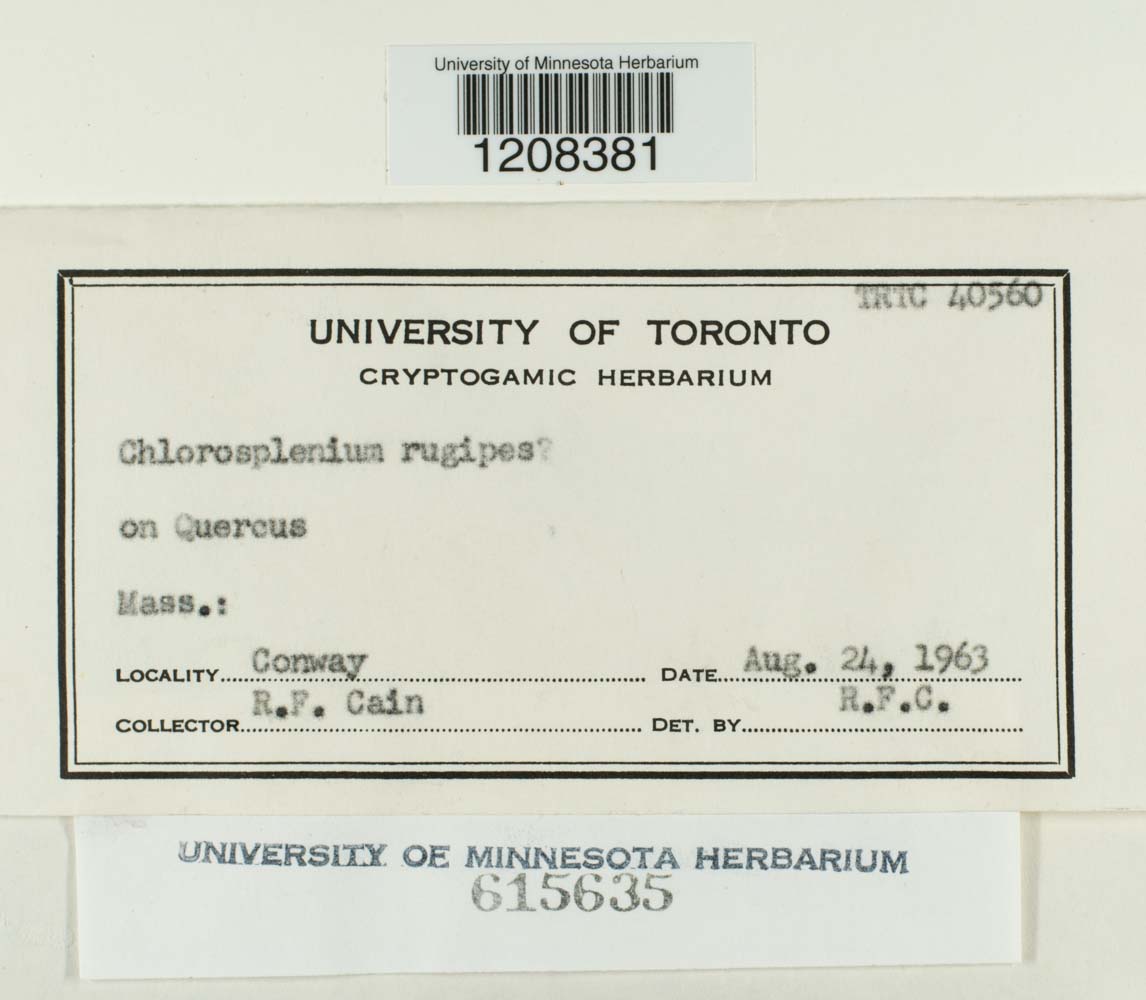 University of Minnesota Herbarium
1208381
TRTC 40560
UNIVERSITY OF TORONTO
CRYPTOGAMIC HERBARIUM
Chlorosplenium rugipes?
on Quercus
Mass.:
LOCALITY Conway DATE Aug. 24, 1963
COLLECTOR R.F. Cain DET. BY R.F.C.
UNIVERSITY OF MINNESOTA HERBARIUM
615635